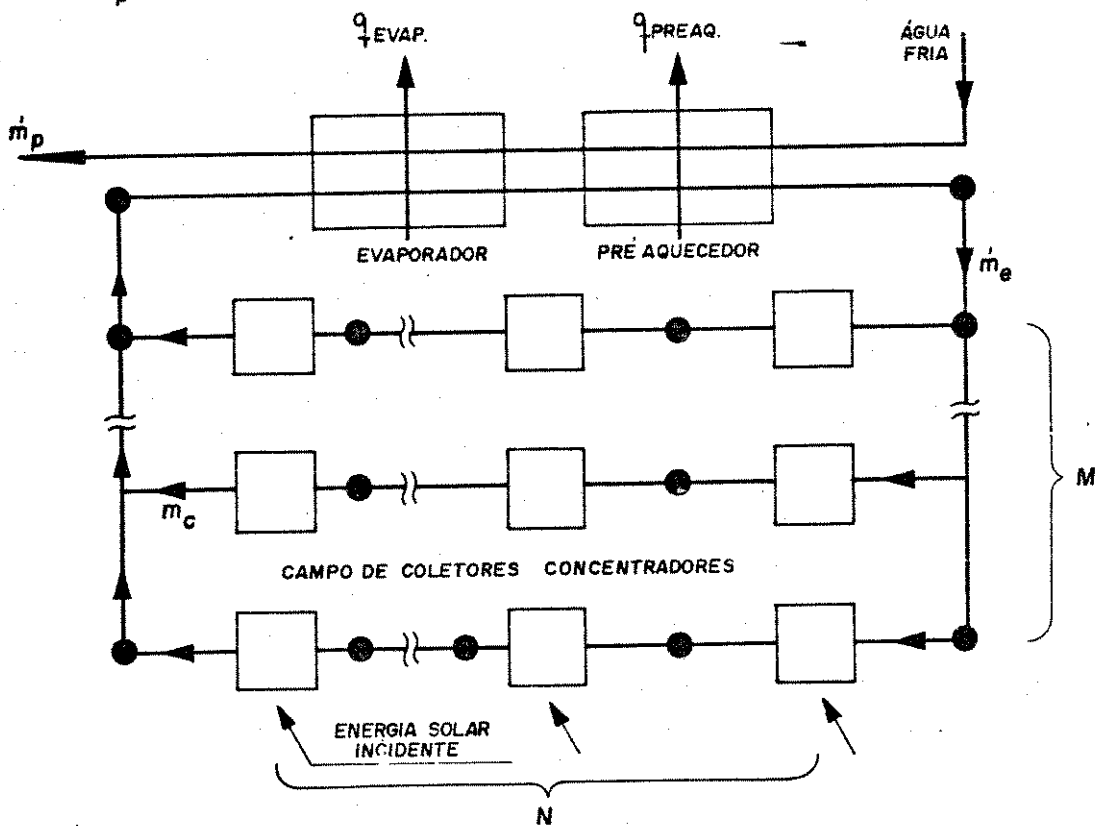 q EVAP.
q PREAQ.
ÁGUA
FRIA
ṁp
EVAPORADOR
PRÉ AQUECEDOR
ṁe
M
mc
CAMPO DE COLETORES CONCENTRADORES
ENERGIA SOLAR
INCIDENTE
N